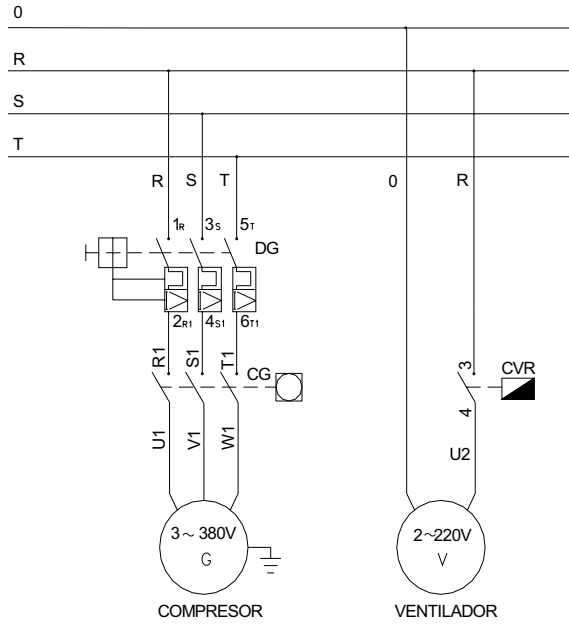 0
R
S
T
R S T 0 R
1R 3S 5T
DG
2R1 4S1 6T1
R1 S1 T1
CG
3
CVR
4
U1 V1 W1
U2
3~ 380V
G
2~220V
V
COMPRESOR
VENTILADOR